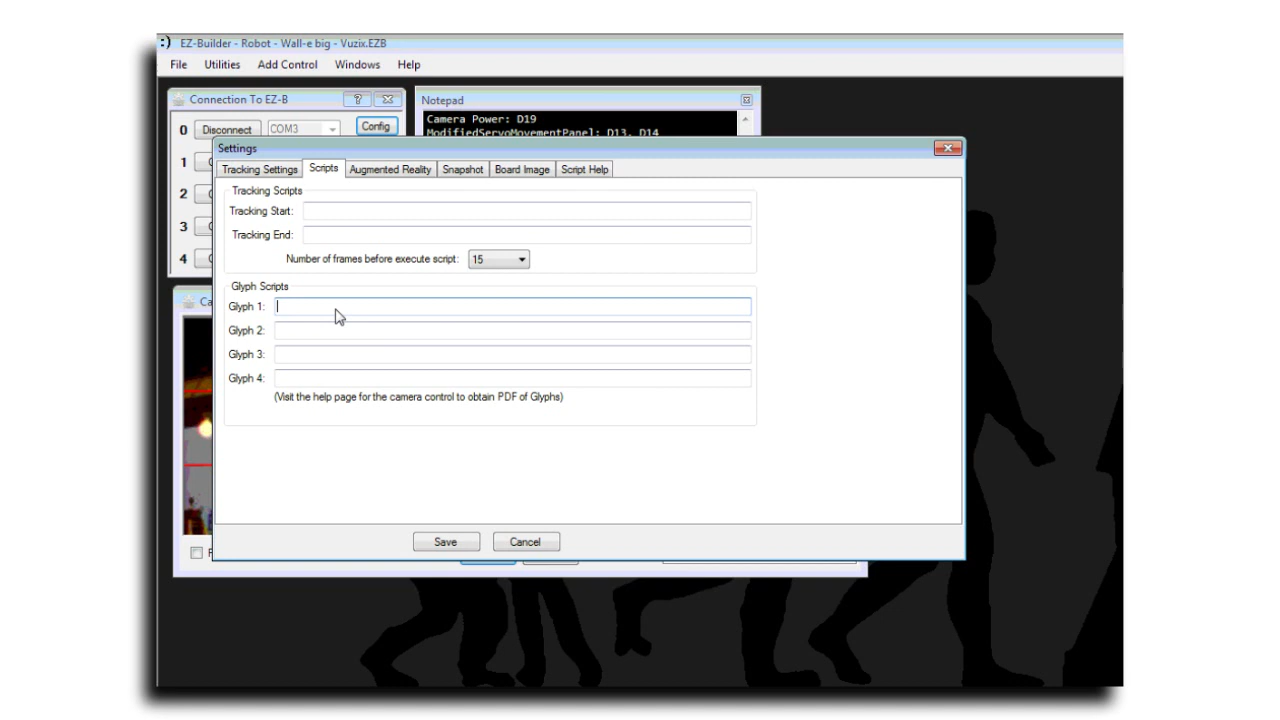 :) EZ-Builder - Robot - Wall-e big - Vuzix.EZB
File Utilities Add Control Windows Help
Connection To EZ-B ?
Notepad
0 Disconnect COM3 Config
Camera Power: D19
ModifiedServoMovementPanel: D13, D14
1
2
3
4
Settings
Tracking Settings Scripts Augmented Reality Snapshot Board Image Script Help
Tracking Scripts
Tracking Start:
Tracking End:
Number of frames before execute script: 15
Glyph Scripts
Glyph 1:
Glyph 2:
Glyph 3:
Glyph 4:
(Visit the help page for the camera control to obtain PDF of Glyphs)
Save Cancel